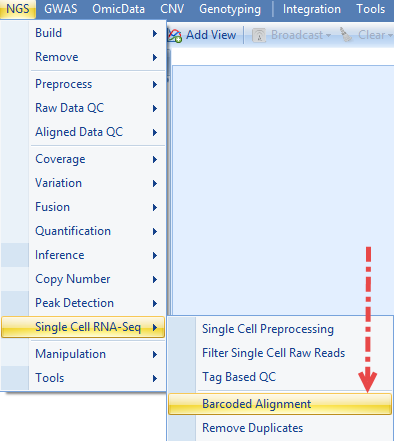 NGS GWAS OmicData CNV Genotyping Integration Tools
Add View Broadcast Clear
Build
Remove
Preprocess
Raw Data QC
Aligned Data QC
Coverage
Variation
Fusion
Quantification
Inference
Copy Number
Peak Detection
Single Cell RNA-Seq
Manipulation
Tools
Single Cell Preprocessing
Filter Single Cell Raw Reads
Tag Based QC
Barcoded Alignment
Remove Duplicates